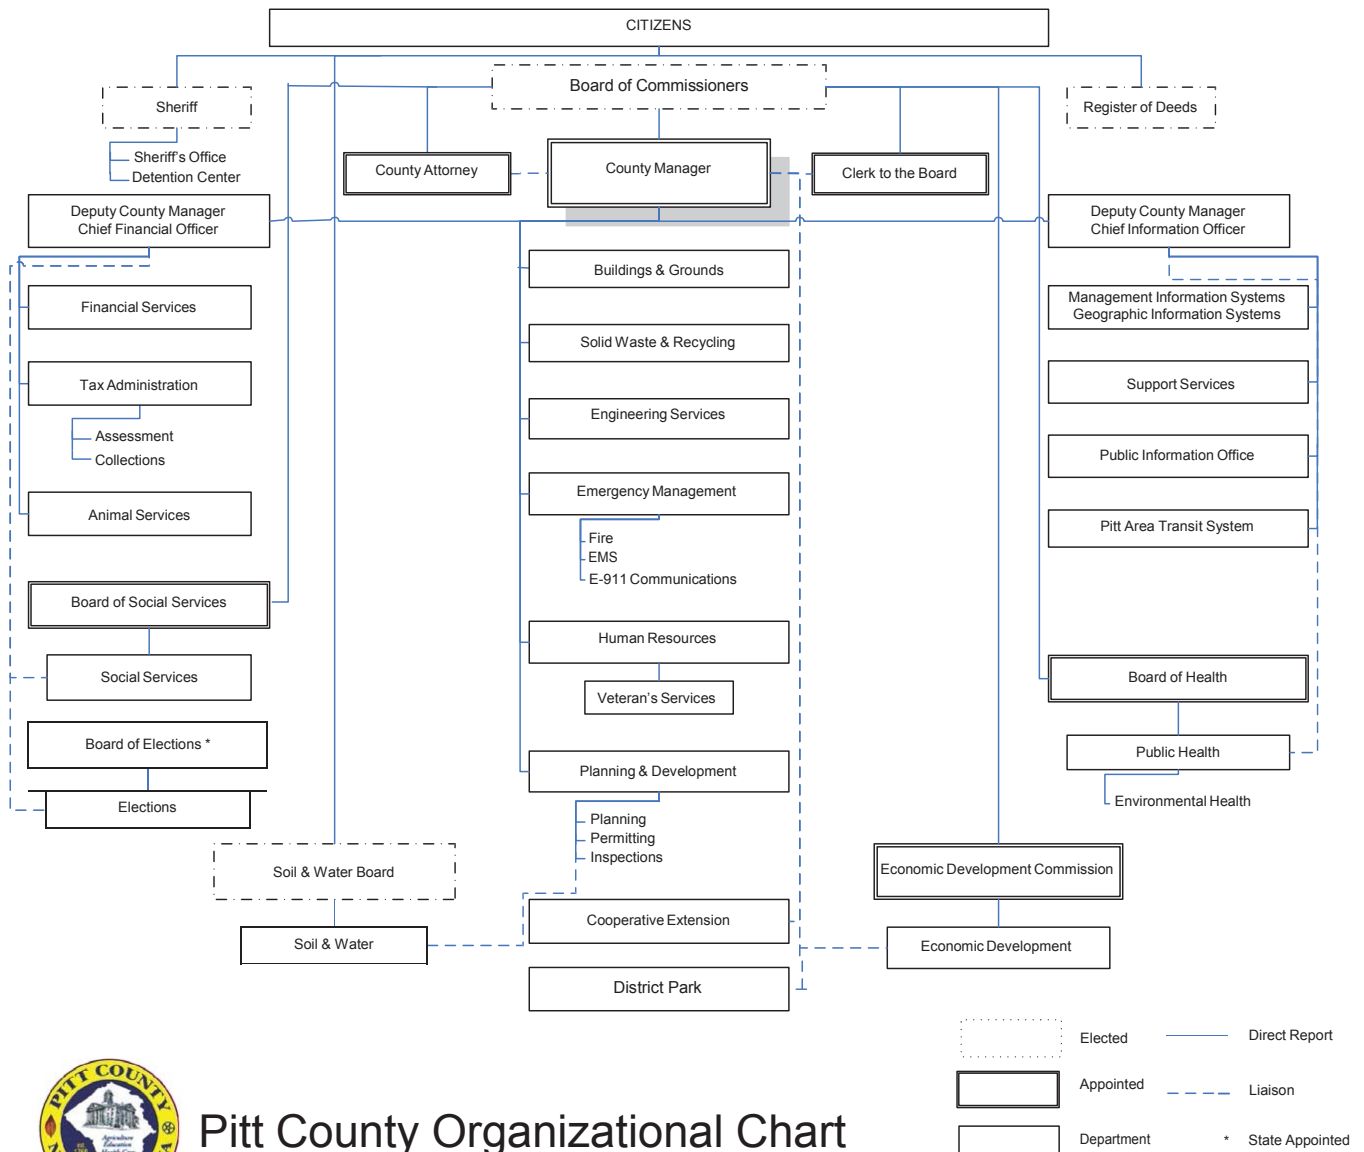 CITIZENS
Board of Commissioners
Sheriff
Register of Deeds
Sheriff's Office
Detention Center
County Attorney
County Manager
Clerk to the Board
Deputy County Manager
Chief Financial Officer
Deputy County Manager
Chief Information Officer
Financial Services
Tax Administration
Assessment
Collections
Animal Services
Board of Social Services
Social Services
Board of Elections *
Elections
Buildings & Grounds
Solid Waste & Recycling
Engineering Services
Emergency Management
Fire
EMS
E-911 Communications
Human Resources
Veteran's Services
Planning & Development
Planning
Permitting
Inspections
Cooperative Extension
District Park
Management Information Systems
Geographic Information Systems
Support Services
Public Information Office
Pitt Area Transit System
Board of Health
Public Health
Environmental Health
Soil & Water Board
Soil & Water
Economic Development Commission
Economic Development
Elected
Direct Report
Appointed
Liaison
Department
* State Appointed
PITT COUNTY
Agriculture
Education
Pitt County Organizational Chart